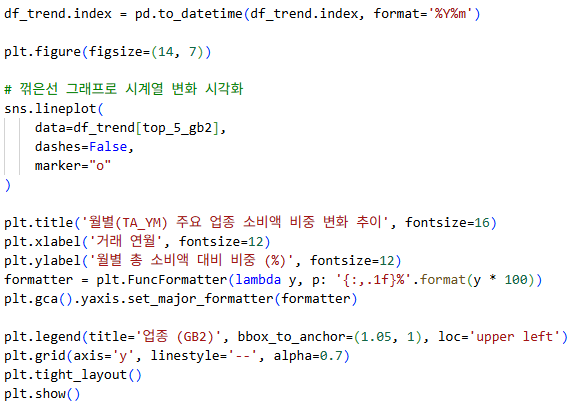 df_trend.index = pd.to_datetime(df_trend.index, format='%Y%m')
plt.figure(figsize=(14, 7))
# 꺾은선 그래프로 시계열 변화 시각화
sns.lineplot(
    data=df_trend[top_5_gb2],
    dashes=False,
    marker="o"
)
plt.title('월별(TA_YM) 주요 업종 소비액 비중 변화 추이', fontsize=16)
plt.xlabel('거래 연월', fontsize=12)
plt.ylabel('월별 총 소비액 대비 비중 (%)', fontsize=12)
formatter = plt.FuncFormatter(lambda y, p: '{:,.1f}%'.format(y * 100))
plt.gca().yaxis.set_major_formatter(formatter)
plt.legend(title='업종 (GB2)', bbox_to_anchor=(1.05, 1), loc='upper left')
plt.grid(axis='y', linestyle='--', alpha=0.7)
plt.tight_layout()
plt.show()